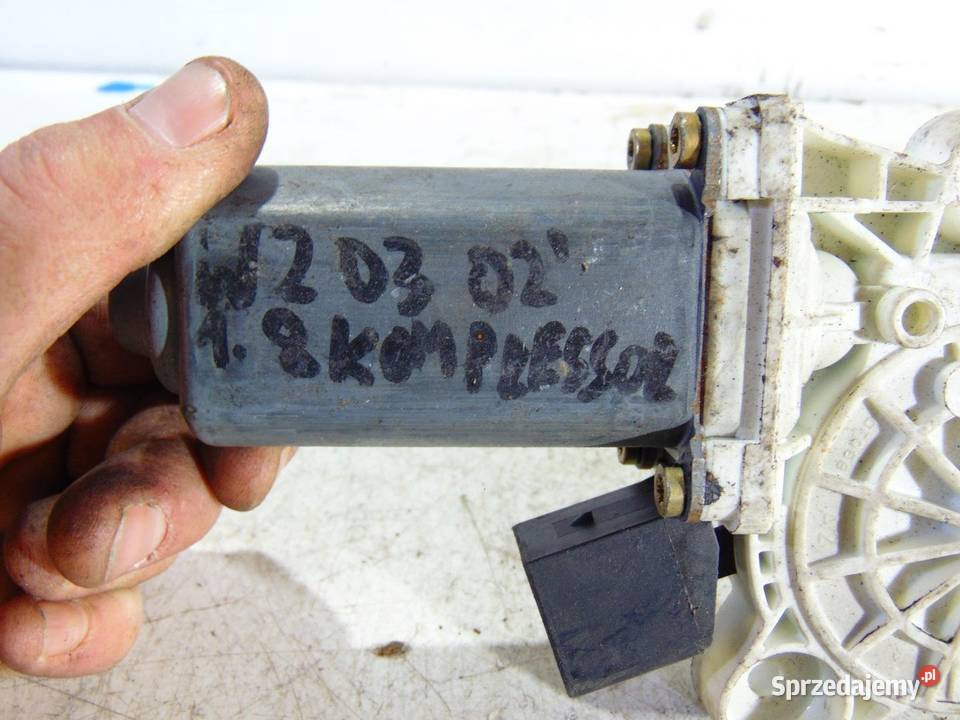 W203 02'
1.8 KOMPRESSOR
Sprzedajemy.pl